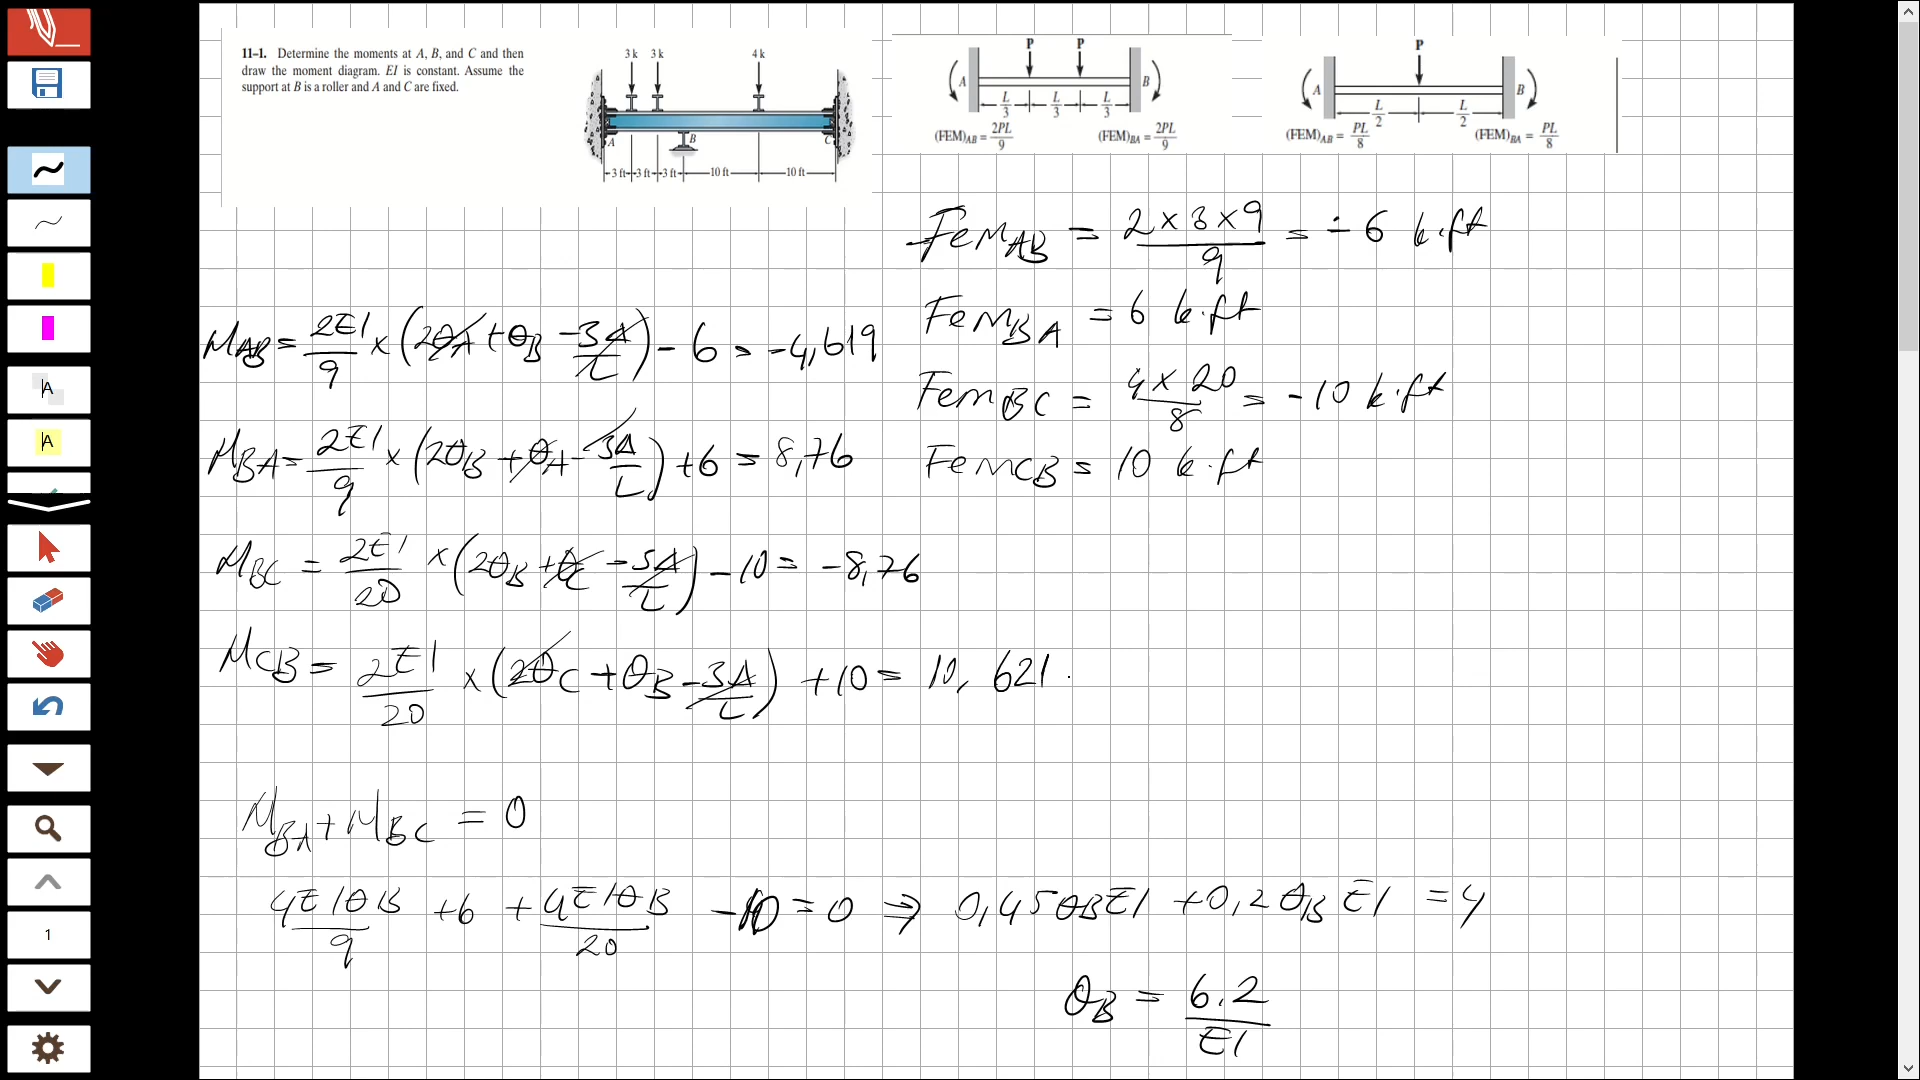 11–1. Determine the moments at A, B, and C and then
draw the moment diagram. EI is constant. Assume the
support at B is a roller and A and C are fixed.
3 k 3 k 4 k
A B C
3 ft 3 ft 3 ft 10 ft 10 ft
P P
A B
L/3 L/3 L/3
(FEM)AB = 2PL/9 (FEM)BA = 2PL/9
P
A B
L/2 L/2
(FEM)AB = PL/8 (FEM)BA = PL/8
FEMAB = 2×3×9/9 = -6 k.ft
FEMBA = 6 k.ft
FEMBC = 4×20/8 = -10 k.ft
FEMCB = 10 k.ft
MAB = 2EI/9 × (2θA + θB - 3Δ/L) - 6 = -4,619
MBA = 2EI/9 × (2θB + θA - 3Δ/L) + 6 = 8,76
MBC = 2EI/20 × (2θB + θC - 3Δ/L) - 10 = -8,76
MCB = 2EI/20 × (2θC + θB - 3Δ/L) + 10 = 10,621.
MBA + MBC = 0
4EIθB/9 + 6 + 4EIθB/20 - 10 = 0 ⇒ 0,45θBEI + 0,2θBEI = 4
θB = 6.2/EI
A
A
1